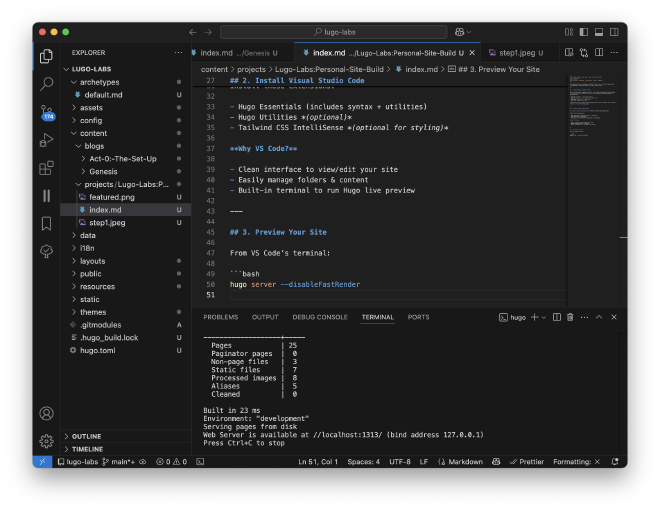 lugo-labs
EXPLORER
LUGO-LABS
archetypes
default.md U
assets
config
content
blogs
Act-0:-The-Set-Up
Genesis
projects/Lugo-Labs:P...
featured.png U
index.md U
step1.jpeg U
data
i18n
layouts
public
resources
static
themes
.gitmodules A
.hugo_build.lock U
hugo.toml U
OUTLINE
TIMELINE
174
index.md .../Genesis U
index.md .../Lugo-Labs:Personal-Site-Build U
step1.jpeg U
content > projects > Lugo-Labs:Personal-Site-Build > index.md > ## 3. Preview Your Site
27 ## 2. Install Visual Studio Code
31 Install these extensions:
32
33 - Hugo Essentials (includes syntax + utilities)
34 - Hugo Utilities *(optional)*
35 - Tailwind CSS IntelliSense *(optional for styling)*
36
37 **Why VS Code?**
38
39 - Clean interface to view/edit your site
40 - Easily manage folders & content
41 - Built-in terminal to run Hugo live preview
42
43 ---
44
45 ## 3. Preview Your Site
46
47 From VS Code's terminal:
48
49 ```bash
50 hugo server --disableFastRender
51
PROBLEMS OUTPUT DEBUG CONSOLE TERMINAL PORTS
hugo
-------------------+-----
Pages | 25
Paginator pages | 0
Non-page files | 3
Static files | 7
Processed images | 8
Aliases | 5
Cleaned | 0
Built in 23 ms
Environment: "development"
Serving pages from disk
Web Server is available at //localhost:1313/ (bind address 127.0.0.1)
Press Ctrl+C to stop
lugo-labs main*+ 0 0 Ln 51, Col 1 Spaces: 4 UTF-8 LF Markdown Prettier Formatting: ×